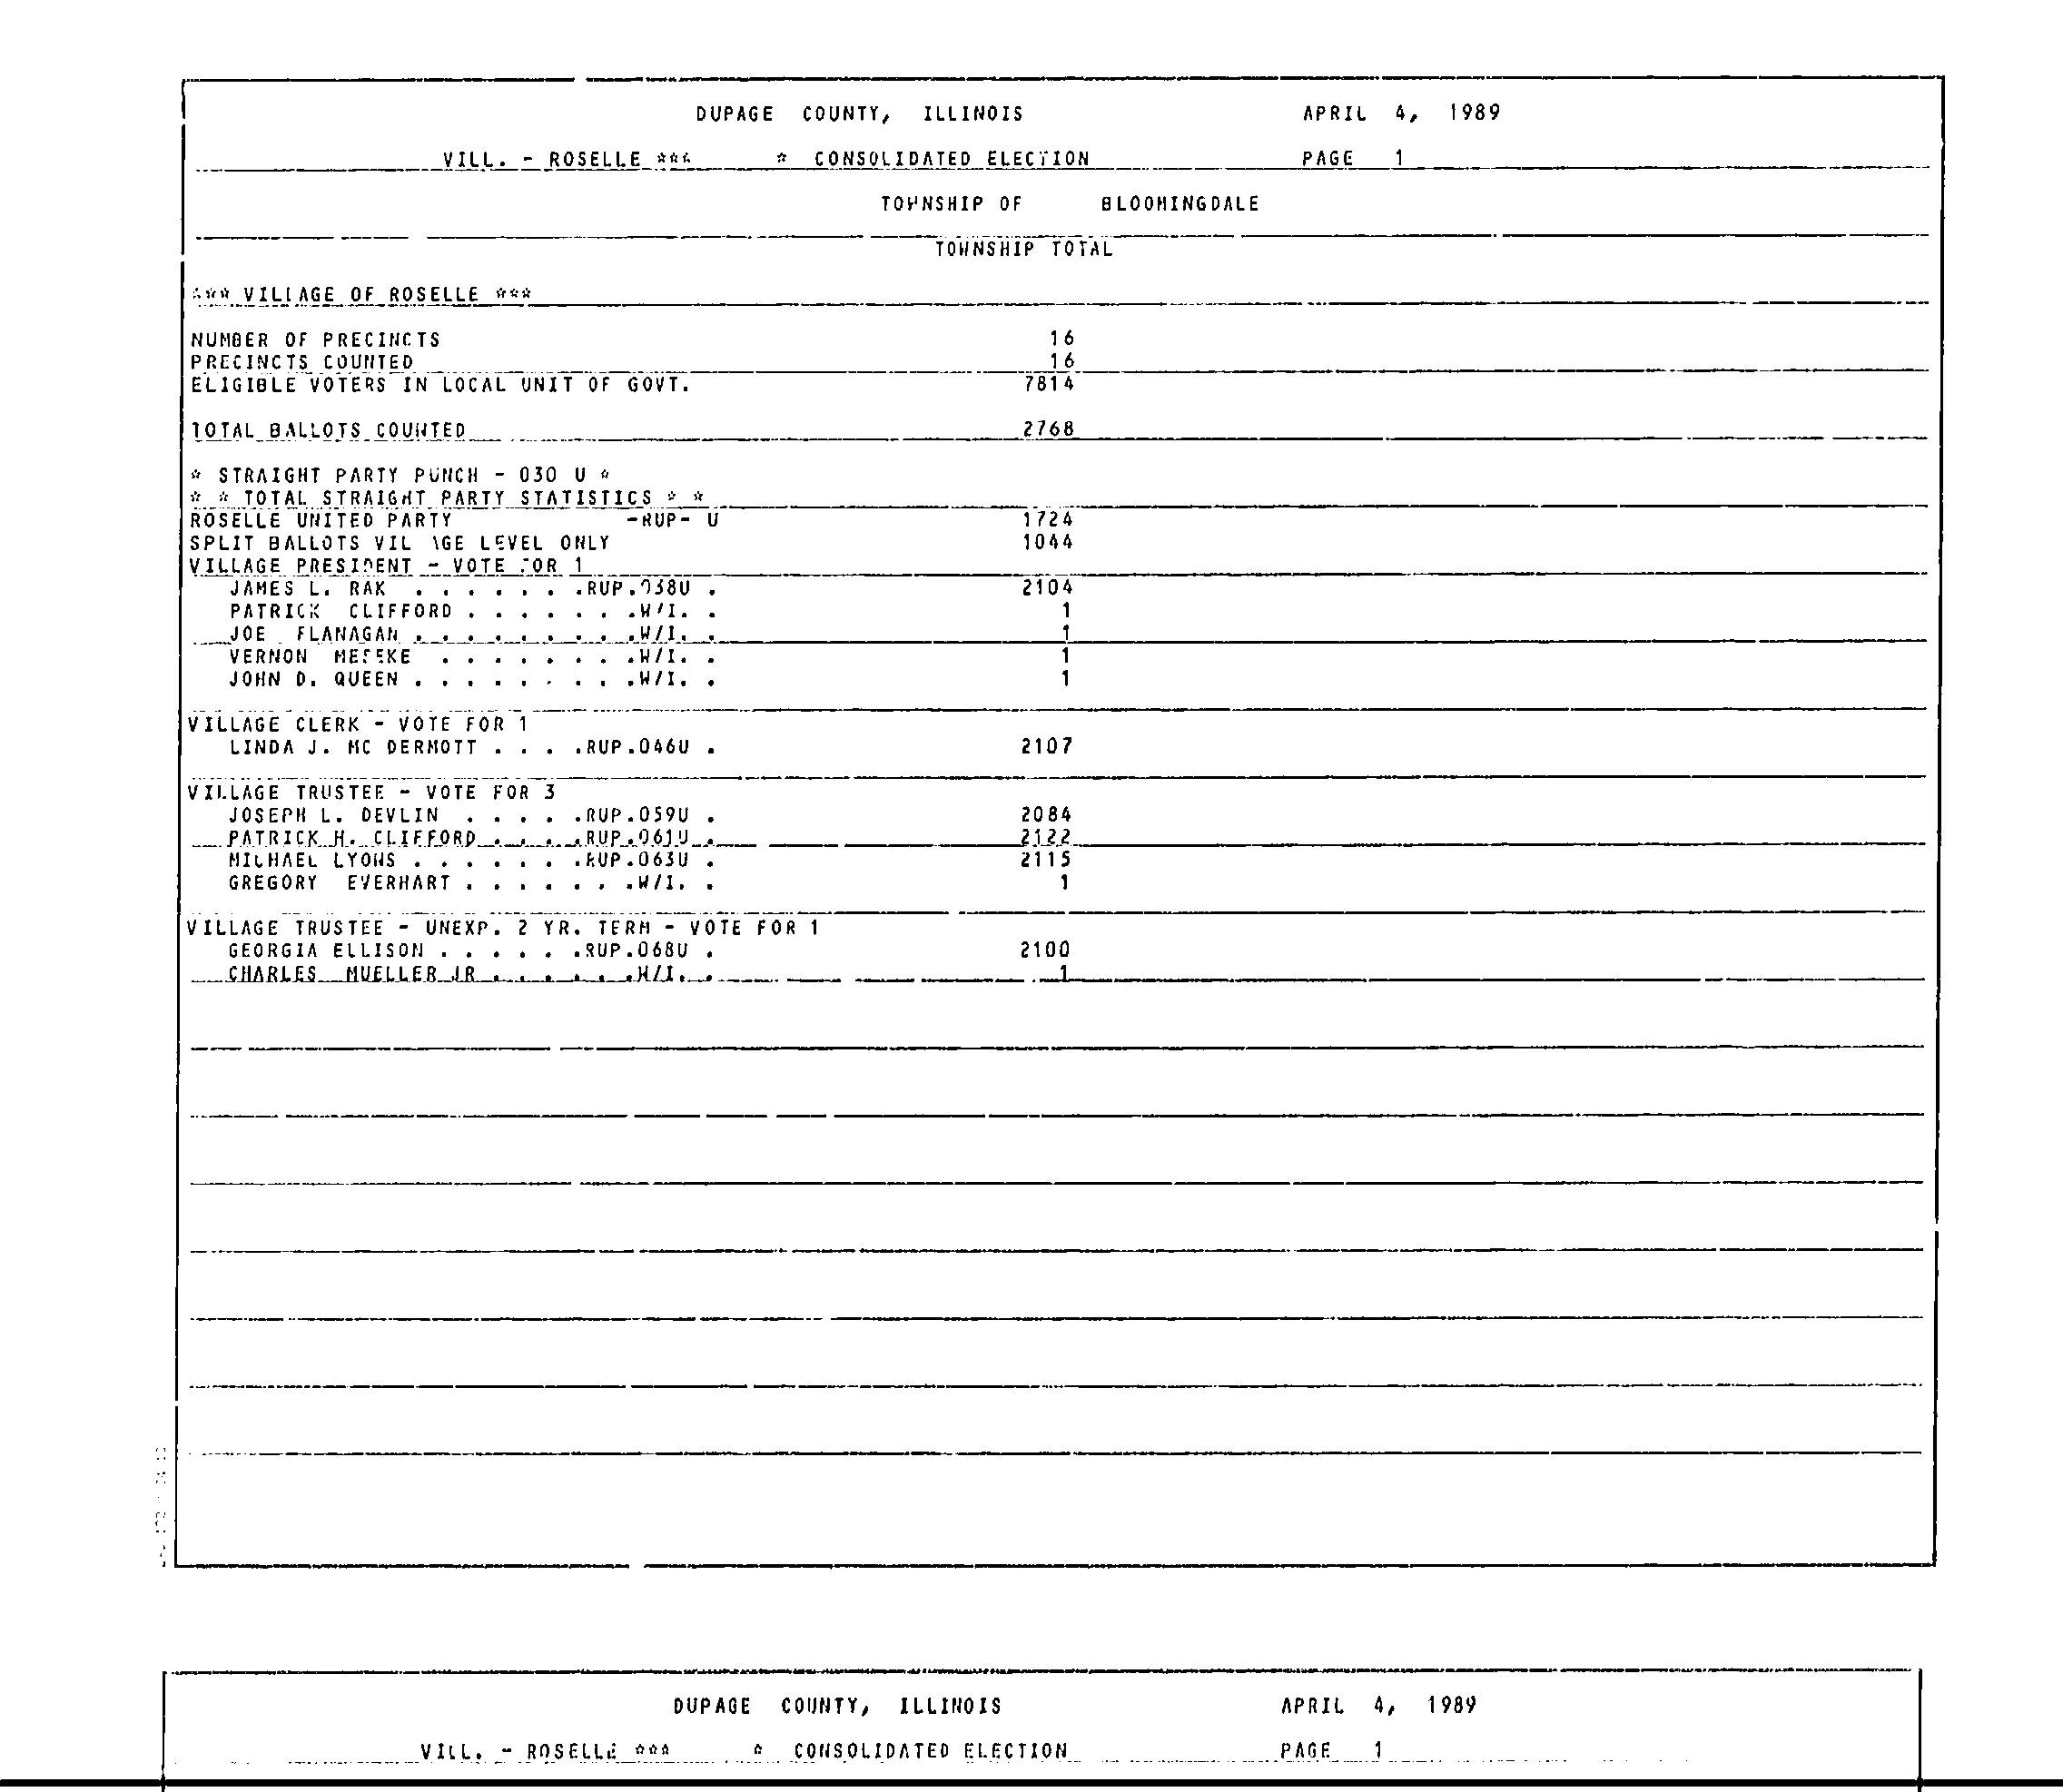 DUPAGE COUNTY, ILLINOIS APRIL 4, 1989
VILL. - ROSELLE *** * CONSOLIDATED ELECTION PAGE 1
TOWNSHIP OF BLOOMINGDALE
TOWNSHIP TOTAL
*** VILLAGE OF ROSELLE ***
NUMBER OF PRECINCTS 16
PRECINCTS COUNTED 16
ELIGIBLE VOTERS IN LOCAL UNIT OF GOVT. 7814
TOTAL BALLOTS COUNTED 2768
* STRAIGHT PARTY PUNCH - 030 U *
* * TOTAL STRAIGHT PARTY STATISTICS * *
ROSELLE UNITED PARTY -RUP- U 1724
SPLIT BALLOTS VILLAGE LEVEL ONLY 1044
VILLAGE PRESIDENT - VOTE FOR 1
JAMES L. RAK . . . . . . .RUP.038U . 2104
PATRICK CLIFFORD . . . . . . .W/I. . 1
JOE FLANAGAN . . . . . . . . .W/I. . 1
VERNON . . . . . . . .W/I. . 1
JOHN D. QUEEN . . . . . . . . .W/I. . 1
VILLAGE CLERK - VOTE FOR 1
LINDA J. MC DERMOTT . . . .RUP.046U . 2107
VILLAGE TRUSTEE - VOTE FOR 3
JOSEPH L. DEVLIN . . . . .RUP.059U . 2084
PATRICK H. CLIFFORD . . . .RUP.061U . 2122
MICHAEL LYONS . . . . . . .RUP.063U . 2115
GREGORY EVERHART . . . . . . .W/I. . 1
VILLAGE TRUSTEE - UNEXP. 2 YR. TERM - VOTE FOR 1
GEORGIA ELLISON . . . . . .RUP.068U . 2100
CHARLES MUELLER JR . . . . . .W/I. . 1
DUPAGE COUNTY, ILLINOIS APRIL 4, 1989
VILL. - ROSELLE *** * CONSOLIDATED ELECTION PAGE 1